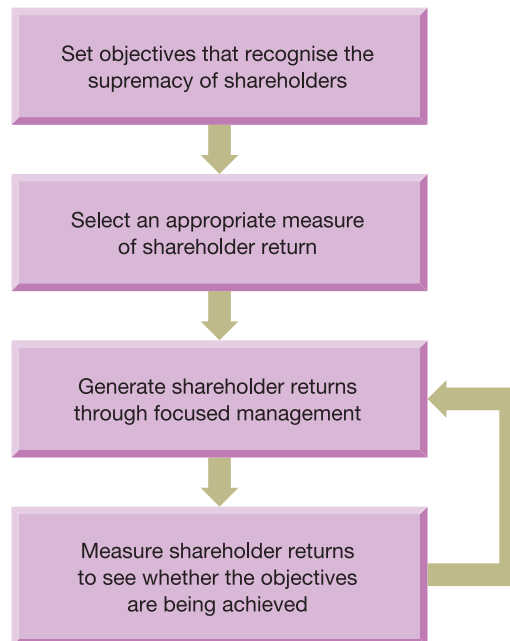 Set objectives that recognise the
supremacy of shareholders
Select an appropriate measure
of shareholder return
Generate shareholder returns
through focused management
Measure shareholder returns
to see whether the objectives
are being achieved